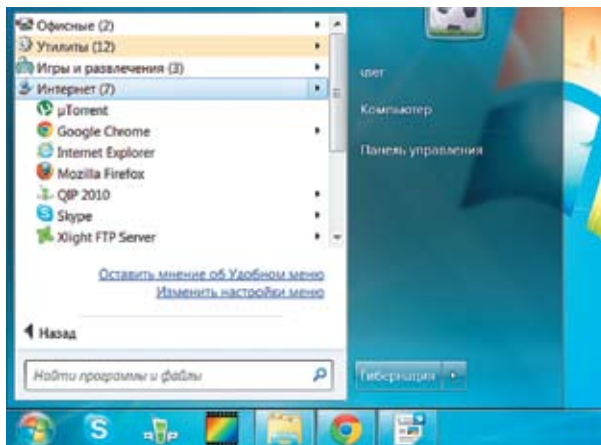 Офисные (2)
Утилиты (12)
Игры и развлечения (3)
Интернет (7)
µTorrent
Google Chrome
Internet Explorer
Mozilla Firefox
QIP 2010
Skype
Xlight FTP Server
Оставить мнение об Удобном меню
Изменить настройки меню
Назад
Найти программы и файлы
user
Компьютер
Панель управления
Гибернация